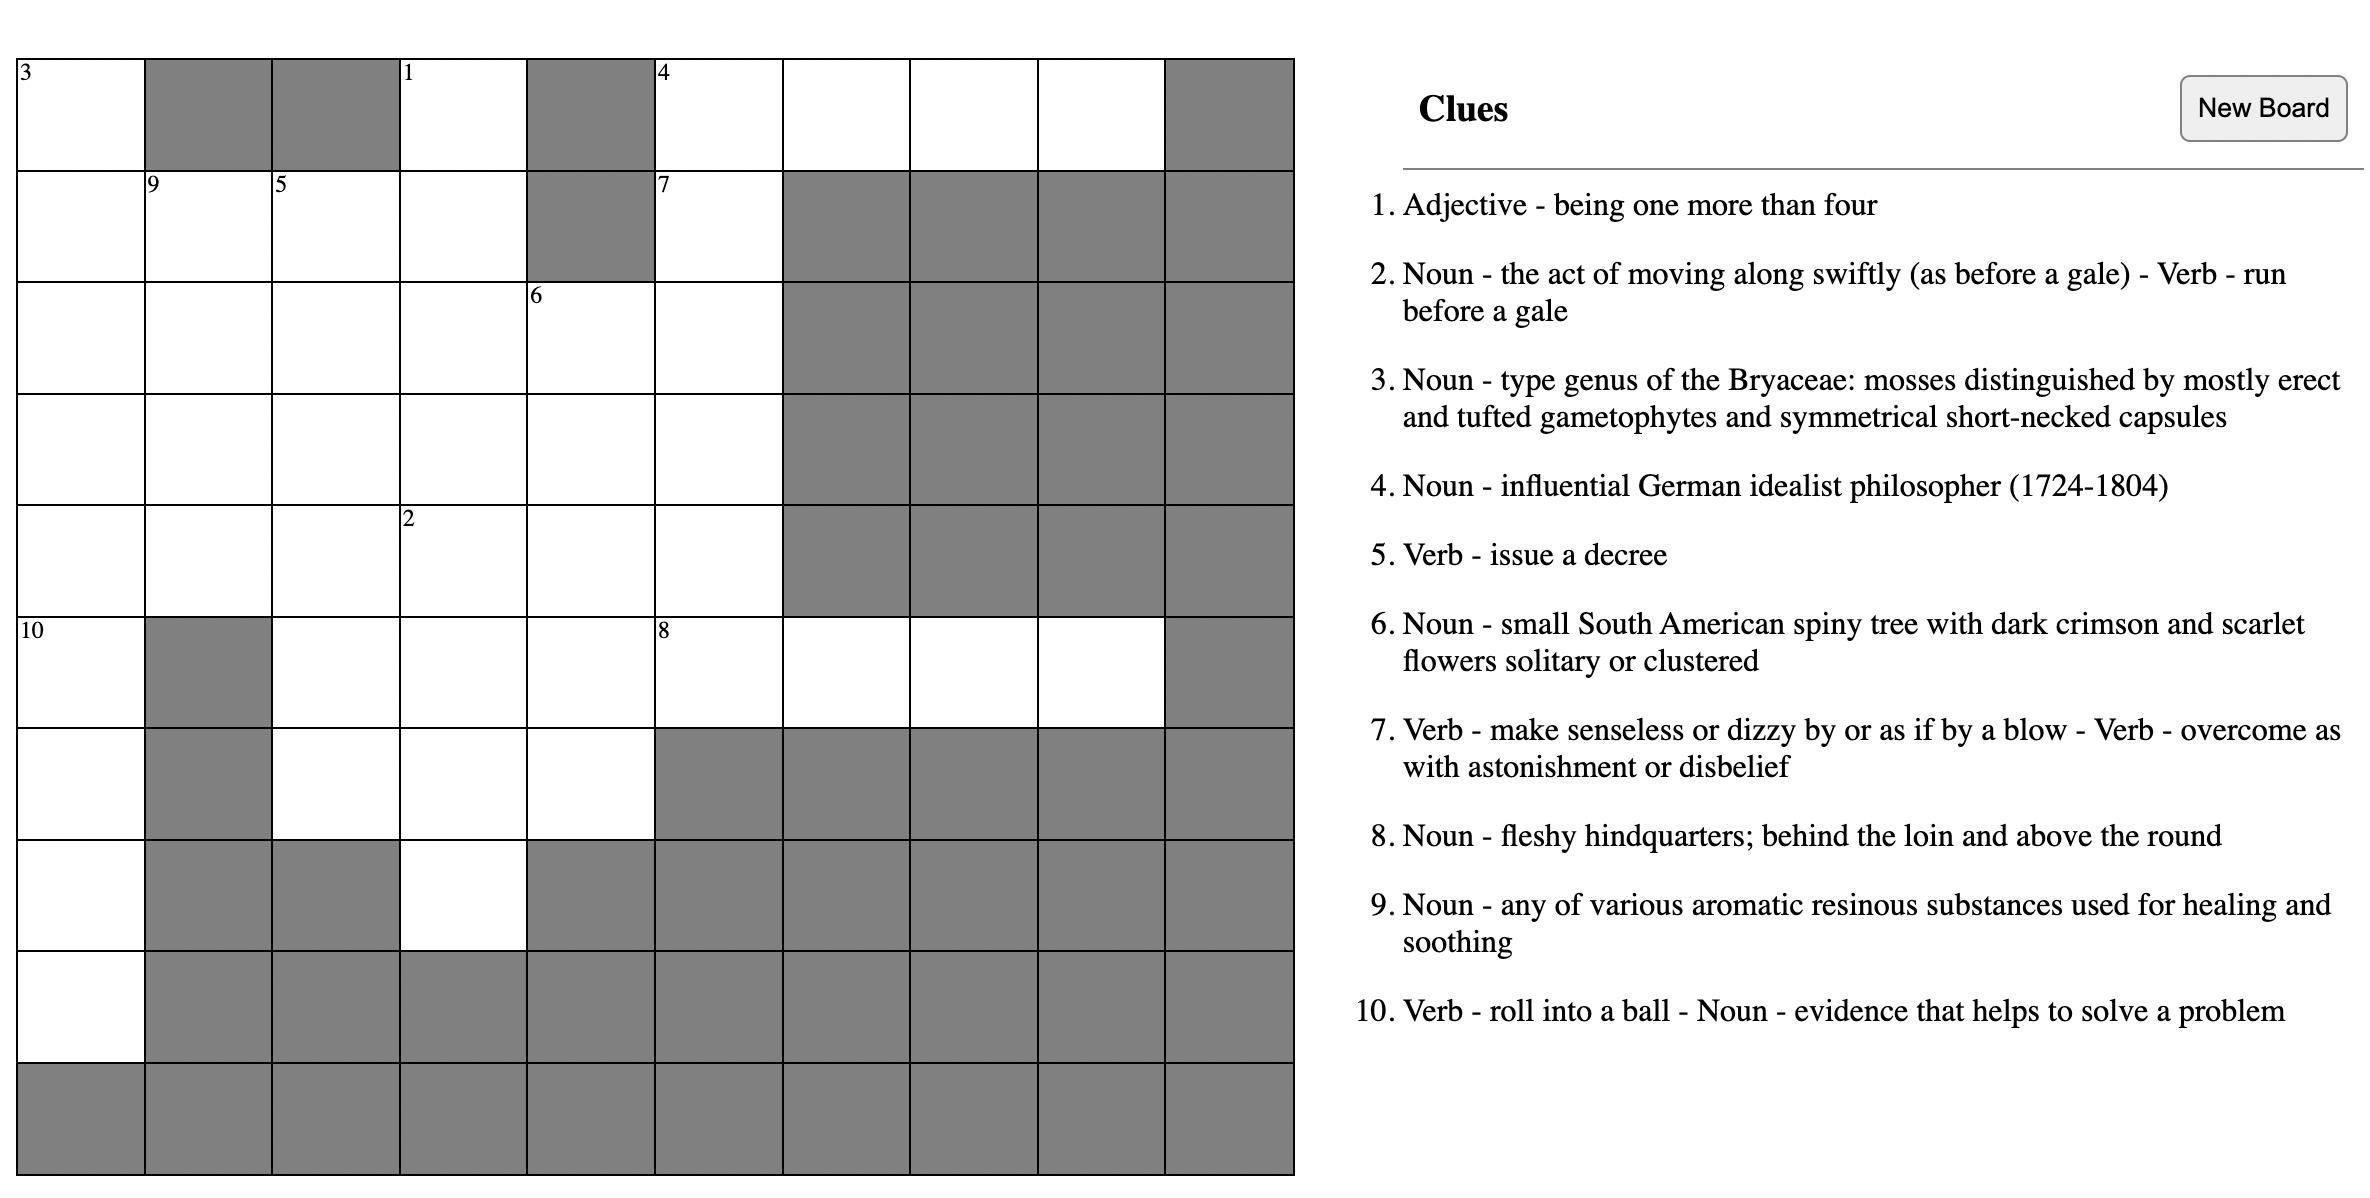 3 1 4
9 5 7
6
2
10 8
Clues
New Board
1. Adjective - being one more than four
2. Noun - the act of moving along swiftly (as before a gale) - Verb - run
before a gale
3. Noun - type genus of the Bryaceae: mosses distinguished by mostly erect
and tufted gametophytes and symmetrical short-necked capsules
4. Noun - influential German idealist philosopher (1724-1804)
5. Verb - issue a decree
6. Noun - small South American spiny tree with dark crimson and scarlet
flowers solitary or clustered
7. Verb - make senseless or dizzy by or as if by a blow - Verb - overcome as
with astonishment or disbelief
8. Noun - fleshy hindquarters; behind the loin and above the round
9. Noun - any of various aromatic resinous substances used for healing and
soothing
10. Verb - roll into a ball - Noun - evidence that helps to solve a problem